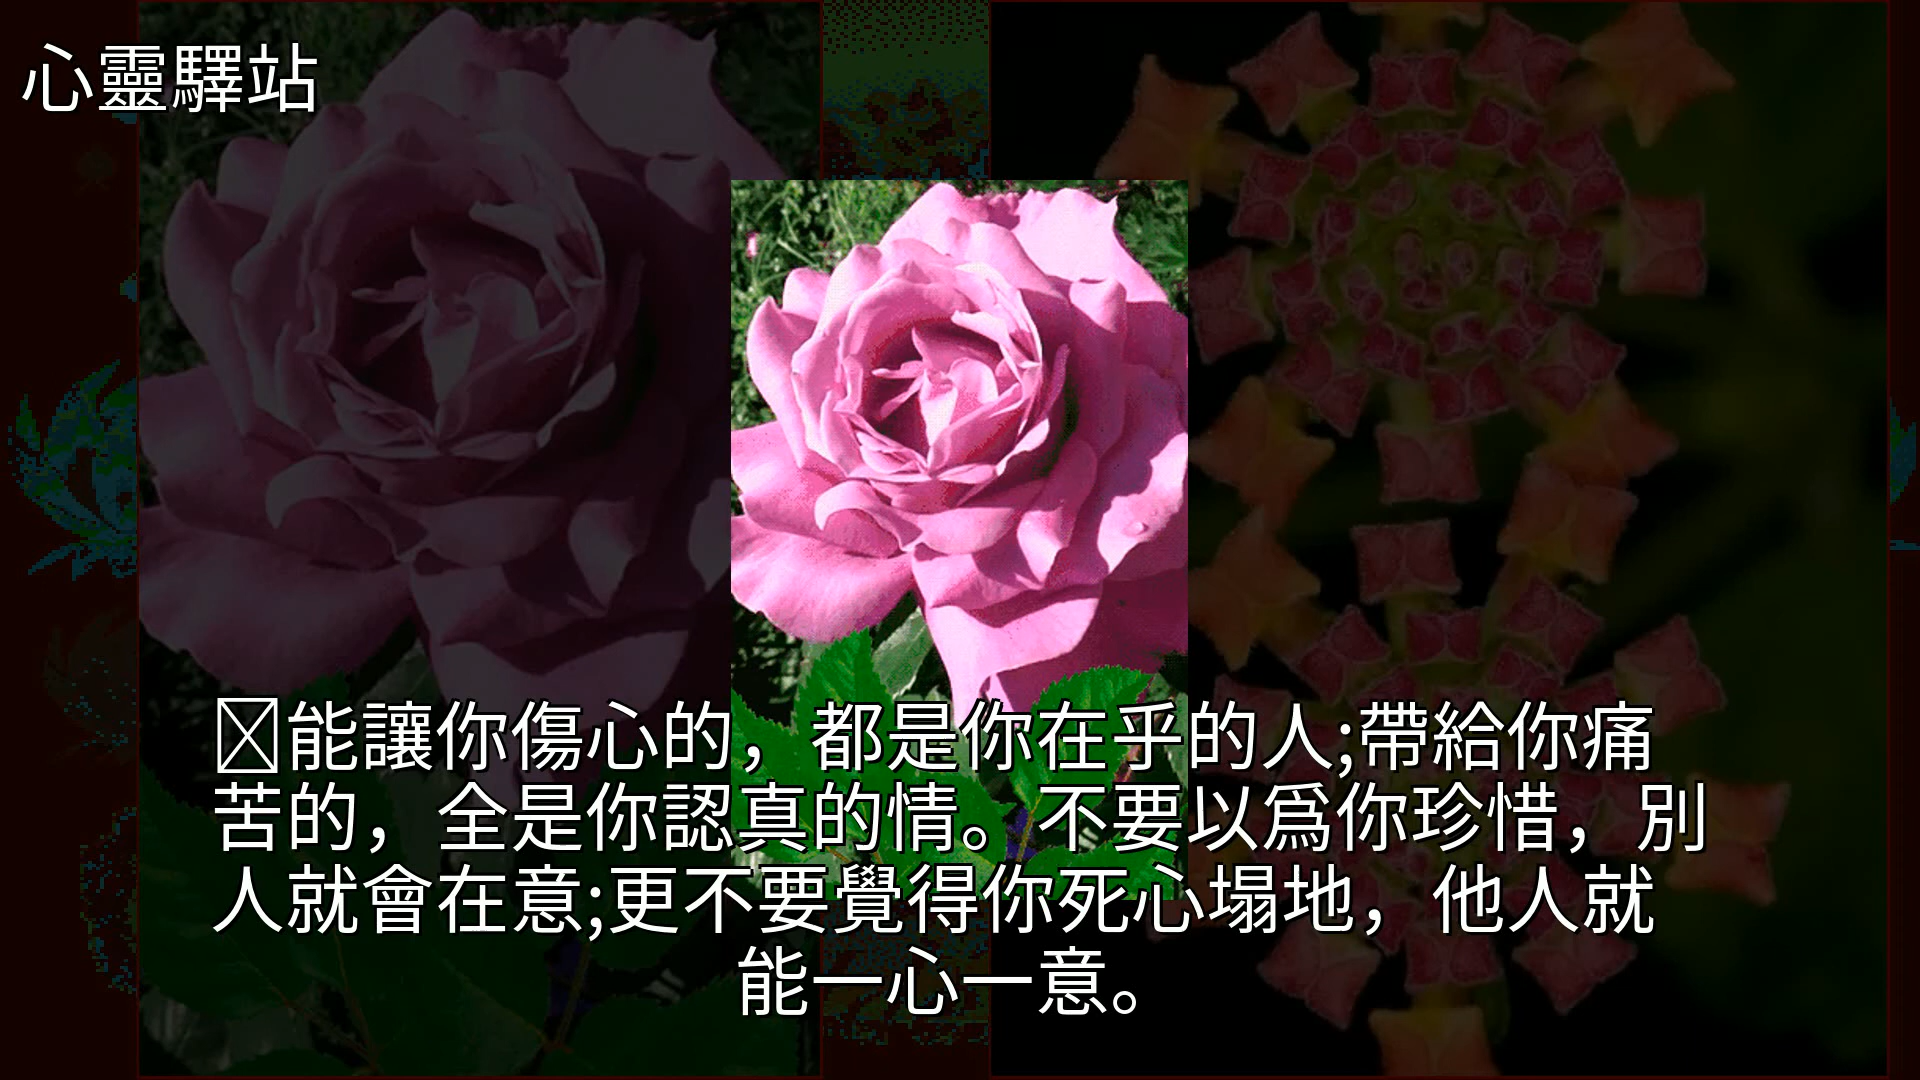 心靈驛站
能讓你傷心的，都是你在乎的人;帶給你痛
苦的，全是你認真的情。不要以爲你珍惜，別
人就會在意;更不要覺得你死心塌地，他人就
能一心一意。